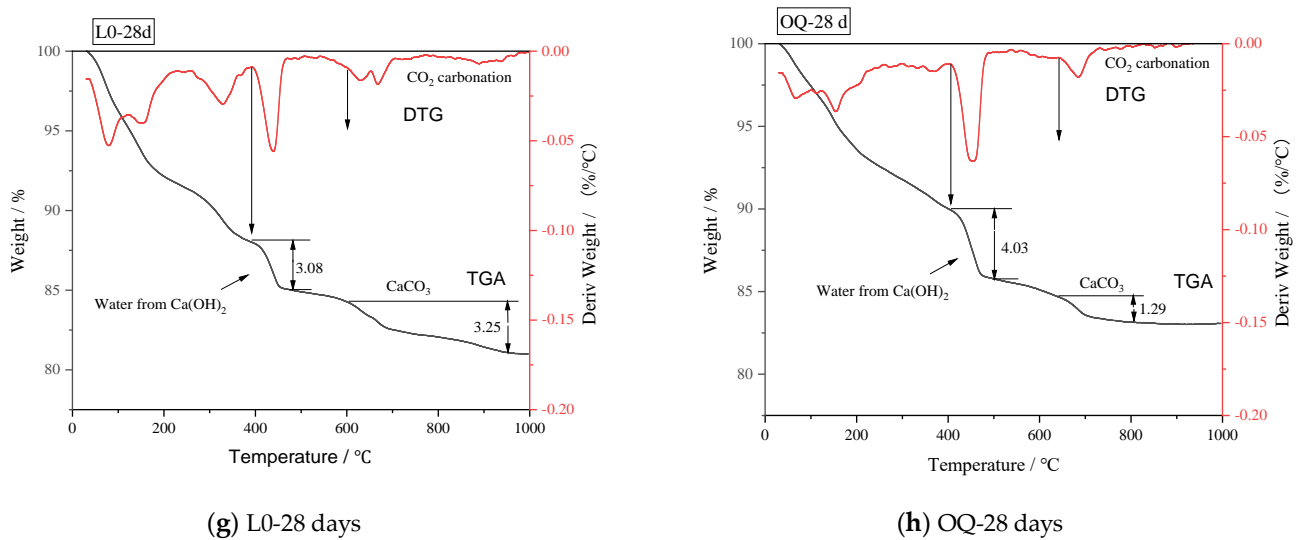 L0-28d
100
95
90
85
80
Weight / %
0.00
-0.05
-0.10
-0.15
-0.20
Deriv Weight / (%/°C)
CO2 carbonation
DTG
3.08
TGA
CaCO3
Water from Ca(OH)2
3.25
0
200
400
600
800
1000
Temperature / °C
(g) L0-28 days
OQ-28 d
100
95
90
85
80
Weight / %
0.00
-0.05
-0.10
-0.15
-0.20
Deriv Weight / (%/°C)
CO2 carbonation
DTG
4.03
TGA
CaCO3
Water from Ca(OH)2
1.29
0
200
400
600
800
1000
Temperature / °C
(h) OQ-28 days